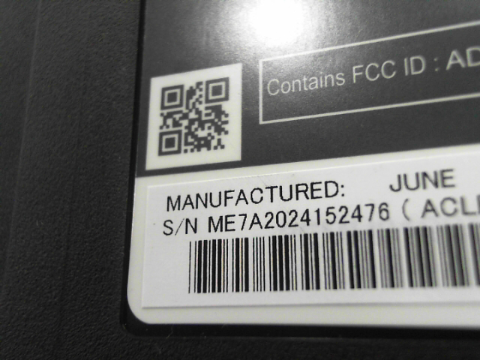 Contains FCC ID : AD
MANUFACTURED: JUNE
S/N ME7A2024152476 ( ACL